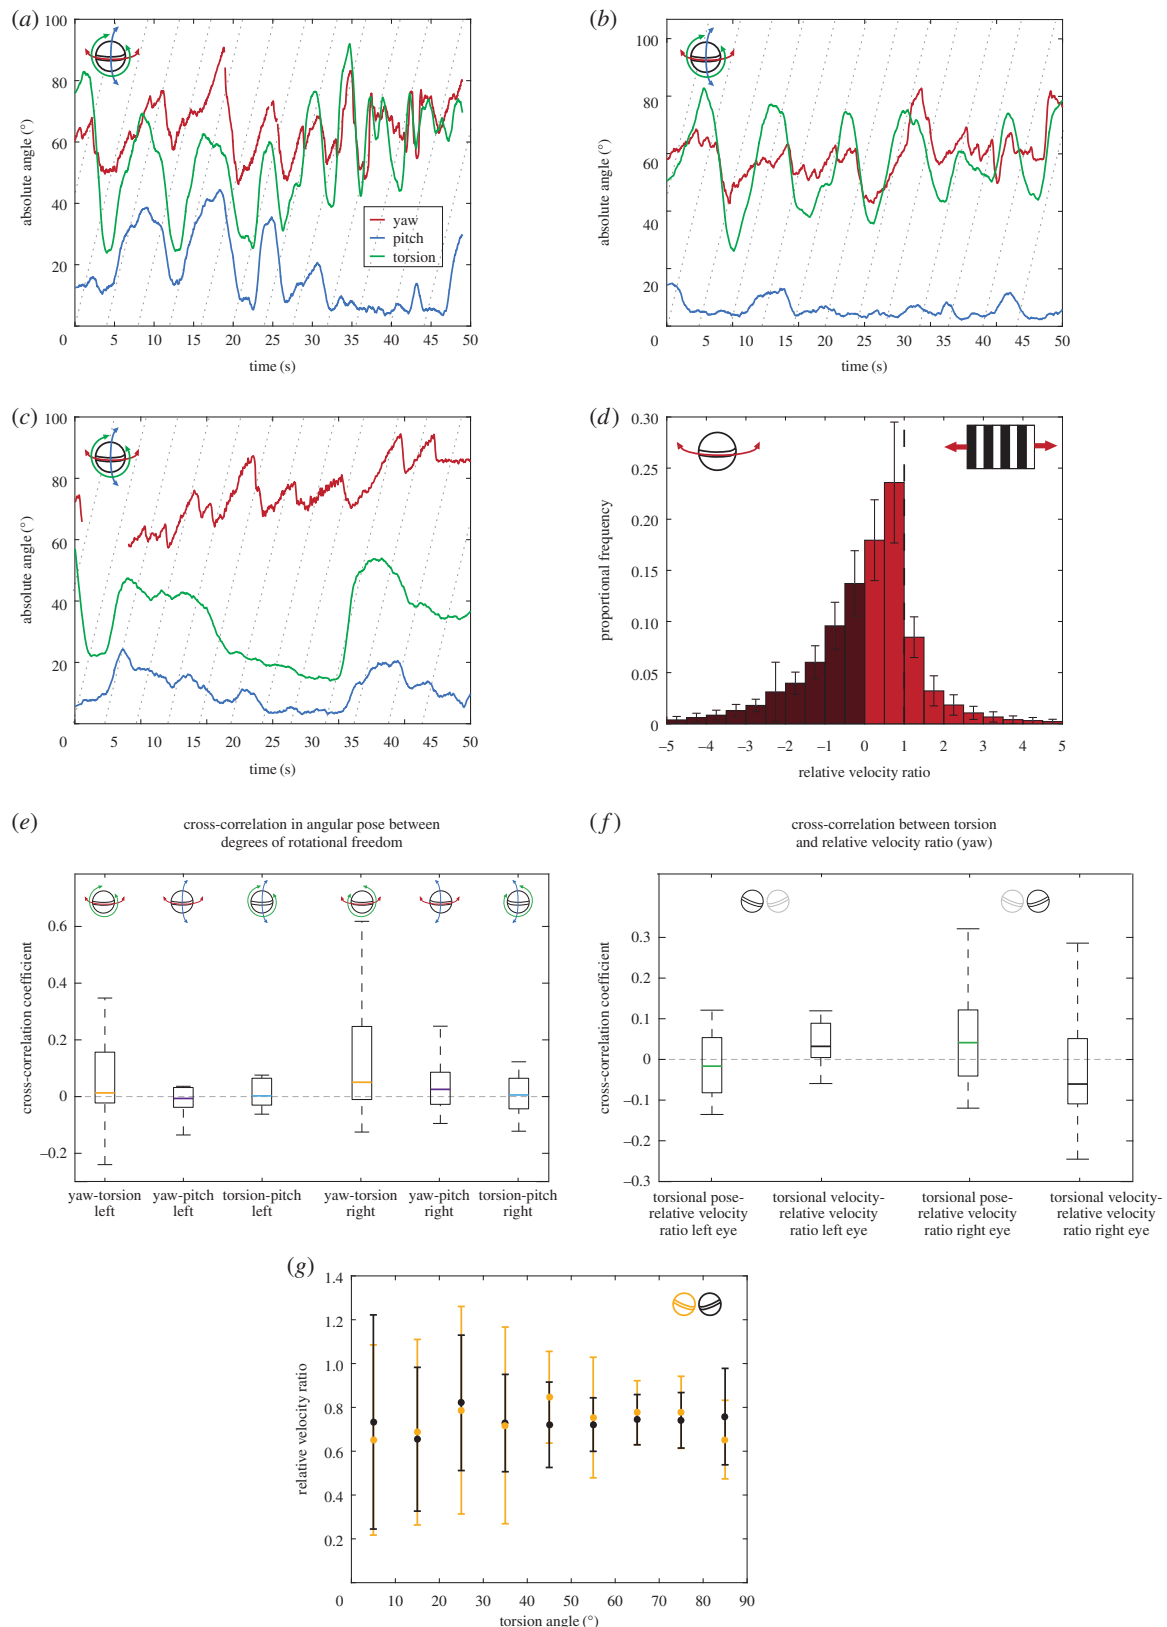 (a)
absolute angle (°)
100
80
60
40
20
0
0 5 10 15 20 25 30 35 40 45 50
time (s)
yaw
pitch
torsion
(b)
absolute angle (°)
100
80
60
40
20
0
0 5 10 15 20 25 30 35 40 45 50
time (s)
(c)
absolute angle (°)
100
80
60
40
20
0
0 5 10 15 20 25 30 35 40 45 50
time (s)
(d)
proportional frequency
0.30
0.25
0.20
0.15
0.10
0.05
0
–5 –4 –3 –2 –1 0 1 2 3 4 5
relative velocity ratio
(e)
cross-correlation in angular pose between
degrees of rotational freedom
cross-correlation coefficient
0.6
0.4
0.2
0
–0.2
yaw-torsion yaw-pitch torsion-pitch yaw-torsion yaw-pitch torsion-pitch
left left left right right right
(f)
cross-correlation between torsion
and relative velocity ratio (yaw)
cross-correlation coefficient
0.3
0.2
0.1
0
–0.1
–0.2
–0.3
torsional pose- torsional velocity- torsional pose- torsional velocity-
relative velocity relative velocity relative velocity relative velocity
ratio left eye ratio left eye ratio right eye ratio right eye
(g)
relative velocity ratio
1.4
1.2
1.0
0.8
0.6
0.4
0.2
0 10 20 30 40 50 60 70 80 90
torsion angle (°)